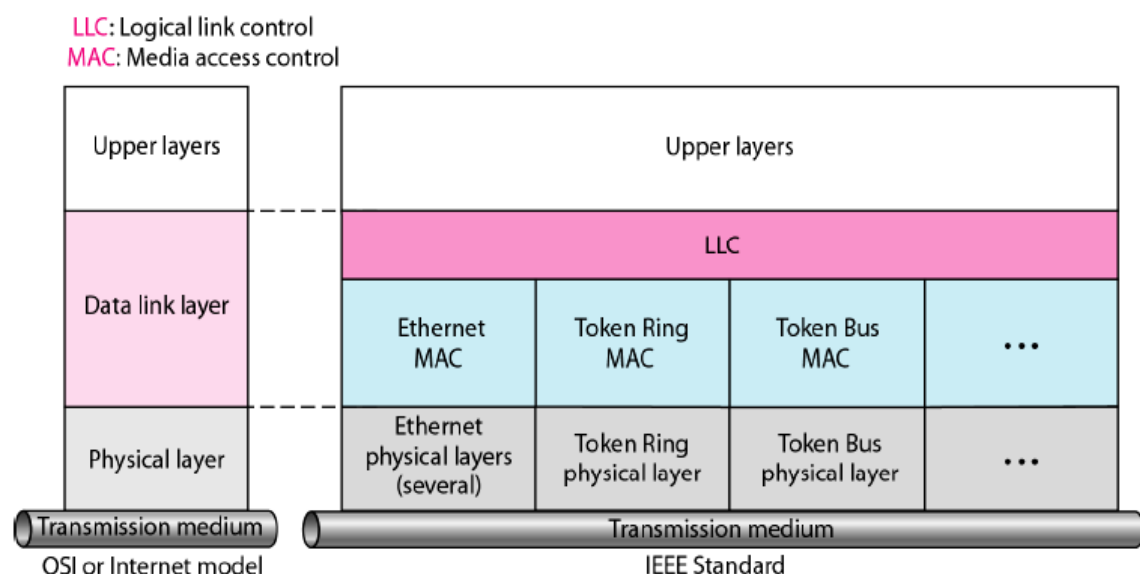 LLC: Logical link control
MAC: Media access control
Upper layers
Data link layer
Physical layer
Transmission medium
OSI or Internet model
Upper layers
LLC
Ethernet
MAC
Token Ring
MAC
Token Bus
MAC
...
Ethernet
physical layers
(several)
Token Ring
physical layer
Token Bus
physical layer
...
Transmission medium
IEEE Standard